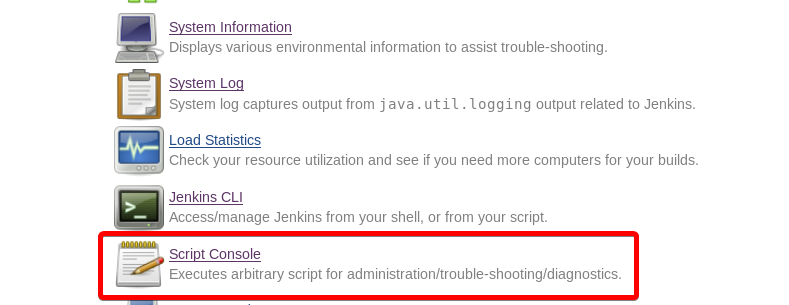 System Information
Displays various environmental information to assist trouble-shooting.
System Log
System log captures output from java.util.logging output related to Jenkins.
Load Statistics
Check your resource utilization and see if you need more computers for your builds.
Jenkins CLI
Access/manage Jenkins from your shell, or from your script.
Script Console
Executes arbitrary script for administration/trouble-shooting/diagnostics.